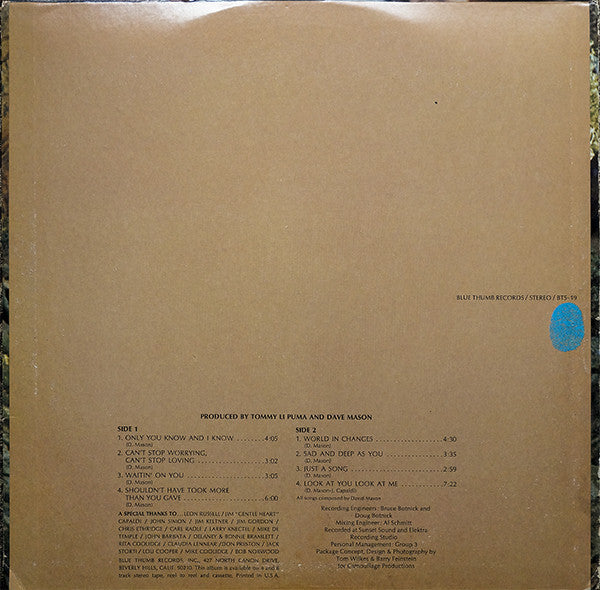 BLUE THUMB RECORDS / STEREO / BTS-19
PRODUCED BY TOMMY LI PUMA AND DAVE MASON
SIDE 1
1. ONLY YOU KNOW AND I KNOW ........4:05
(D. Mason)
2. CAN'T STOP WORRYING,
CAN'T STOP LOVING ..................3:02
(D. Mason)
3. WAITIN' ON YOU .....................3:05
(D. Mason)
4. SHOULDN'T HAVE TOOK MORE
THAN YOU GAVE .....................6:00
(D. Mason)
A SPECIAL THANKS TO . . . LEON RUSSELL / JIM "GENTLE HEART"
CAPALDI / JOHN SIMON / JIM KELTNER / JIM GORDON /
CHRIS ETHRIDGE / CARL RADLE / LARRY KNECTEL / MIKE DE
TEMPLE / JOHN BARBATA / DELANEY & BONNIE BRAMLETT /
RITA COOLIDGE / CLAUDIA LENNEAR / DON PRESTON / JACK
STORTI / LOU COOPER / MIKE COOLIDGE / BOB NORWOOD
BLUE THUMB RECORDS, INC., 427 NORTH CANON DRIVE,
BEVERLY HILLS, CALIF. 90210. This album is available on 4 and 8
track stereo tape, reel to reel and cassette. Printed in U.S.A.
SIDE 2
1. WORLD IN CHANGES ....................4:30
(D. Mason)
2. SAD AND DEEP AS YOU .................3:35
(D. Mason)
3. JUST A SONG ..........................2:59
(D. Mason)
4. LOOK AT YOU LOOK AT ME .............7:22
(D. Mason-J. Capaldi)
All songs composed by David Mason
Recording Engineers: Bruce Botnick and
Doug Botnick
Mixing Engineer: Al Schmitt
Recorded at Sunset Sound and Elektra
Recording Studio
Personal Management: Group 3
Package Concept, Design & Photography by
Tom Wilkes & Barry Feinstein
for Camouflage Productions